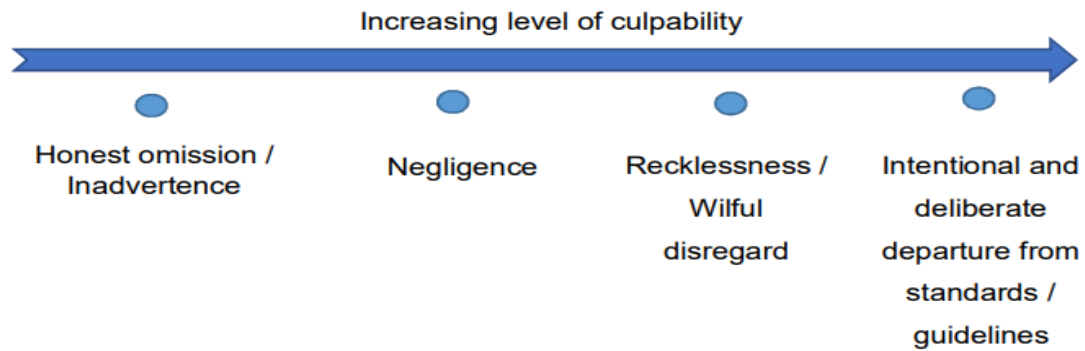 Increasing level of culpability
Honest omission /
Inadvertence
Negligence
Recklessness /
Wilful
disregard
Intentional and
deliberate
departure from
standards /
guidelines